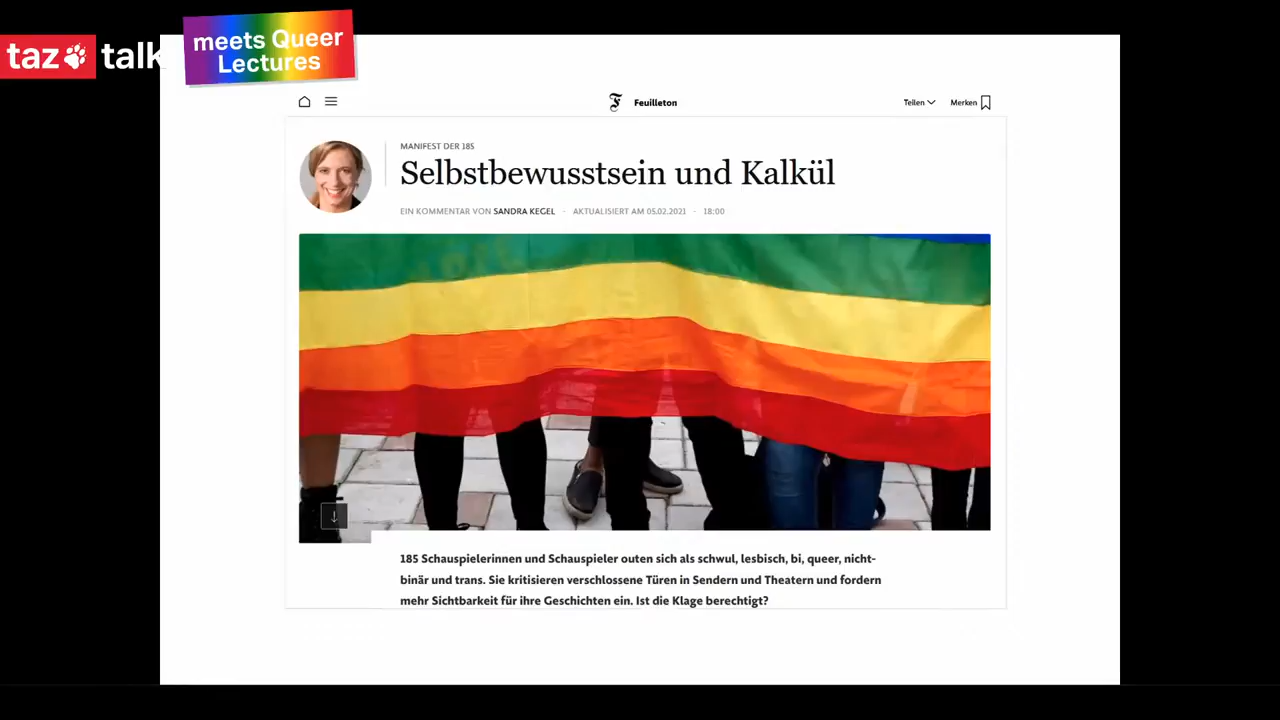 taz talk
meets Queer
Lectures
Feuilleton
Teilen
Merken
MANIFEST DER 185
Selbstbewusstsein und Kalkül
EIN KOMMENTAR VON SANDRA KEGEL · AKTUALISIERT AM 05.02.2021 · 18:00
185 Schauspielerinnen und Schauspieler outen sich als schwul, lesbisch, bi, queer, nicht-
binär und trans. Sie kritisieren verschlossene Türen in Sendern und Theatern und fordern
mehr Sichtbarkeit für ihre Geschichten ein. Ist die Klage berechtigt?